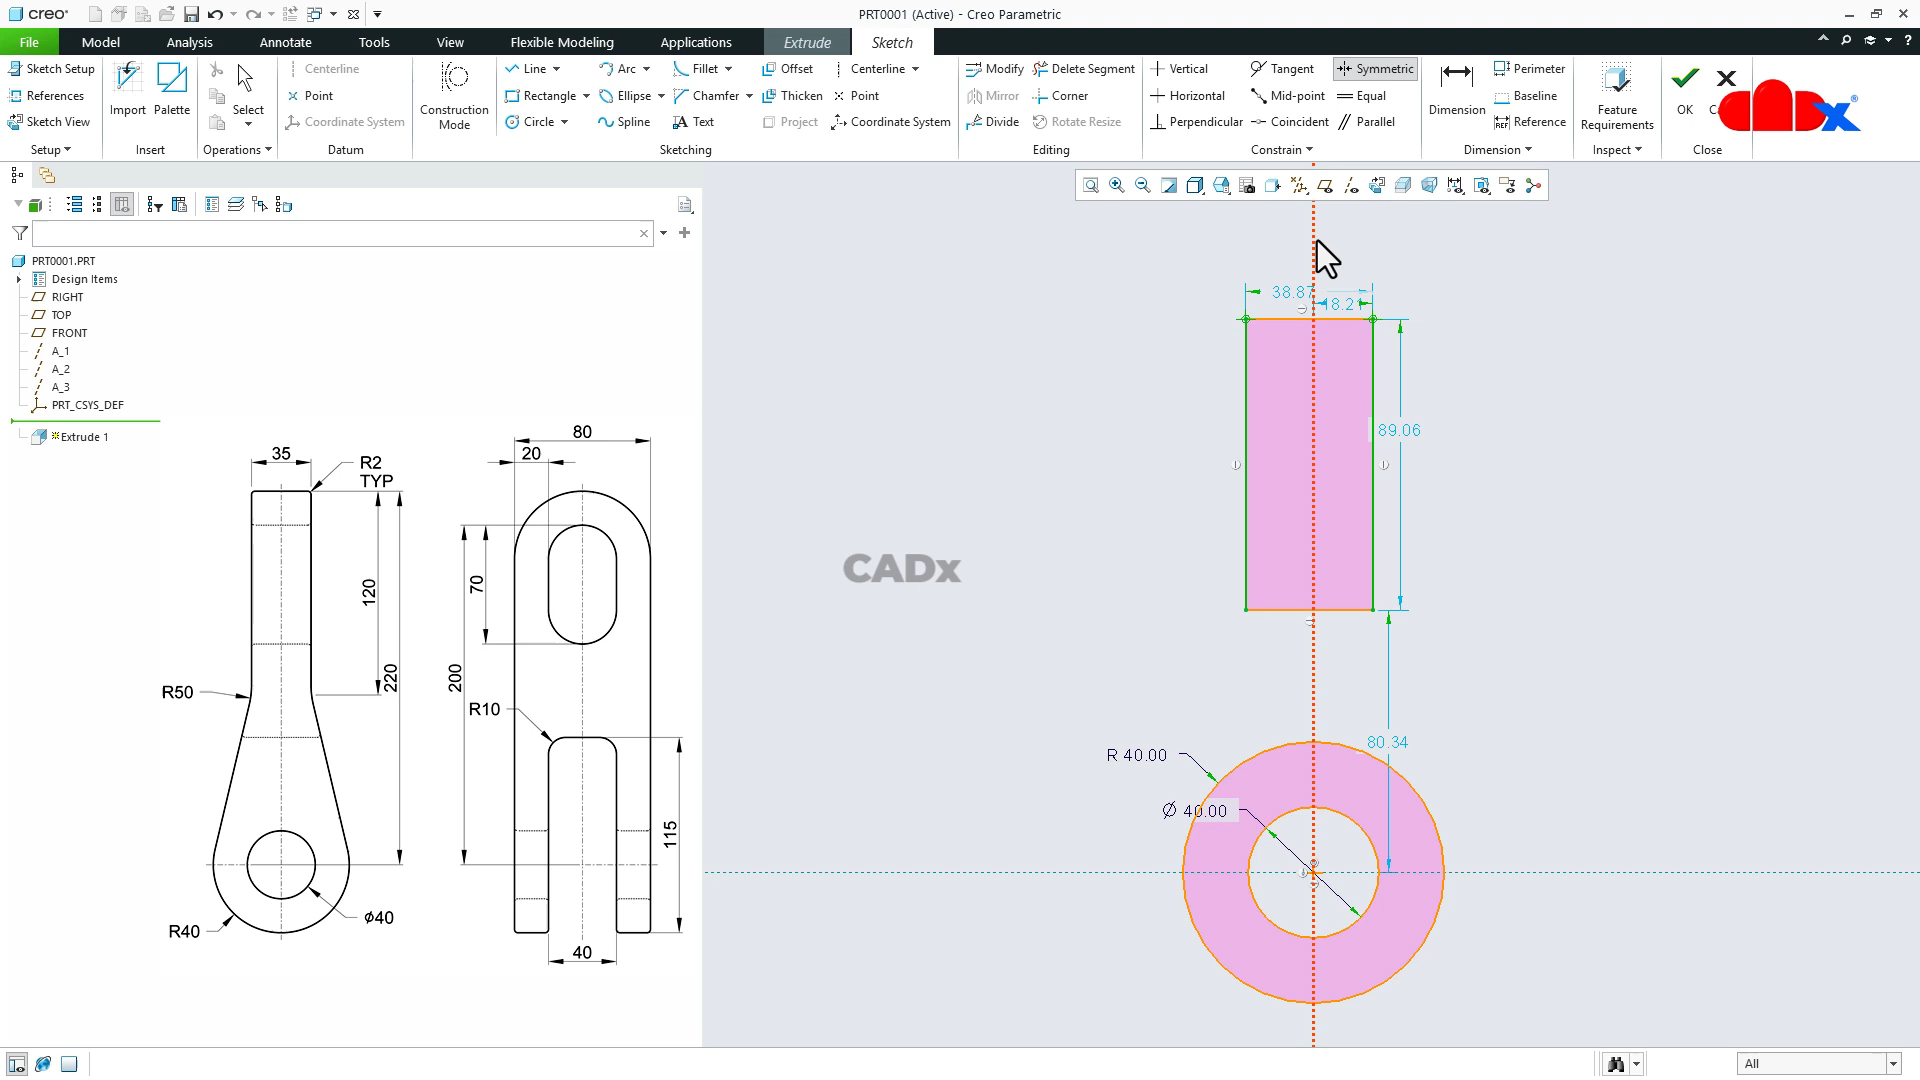 creo®
PRT0001 (Active) - Creo Parametric
File Model Analysis Annotate Tools View Flexible Modeling Applications Extrude Sketch
Sketch Setup
References
Sketch View
Setup
Import
Palette
Insert
Select
Operations
Centerline
Point
Coordinate System
Datum
Construction Mode
Line Arc Fillet Offset Centerline
Rectangle Ellipse Chamfer Thicken Point
Circle Spline Text Project Coordinate System
Sketching
Modify Delete Segment
Mirror Corner
Divide Rotate Resize
Editing
Vertical Tangent Symmetric
Horizontal Mid-point Equal
Perpendicular Coincident Parallel
Constrain
Dimension
Perimeter
Baseline
Reference
Dimension
Feature Requirements
Inspect
OK
Close
CADx®
PRT0001.PRT
Design Items
RIGHT
TOP
FRONT
A_1
A_2
A_3
PRT_CSYS_DEF
Extrude 1
35
R2
TYP
120
220
R50
R40
ϕ40
80
20
70
200
R10
115
40
38.87
18.21
89.06
80.34
R 40.00
Ø 40.00
CADx
All